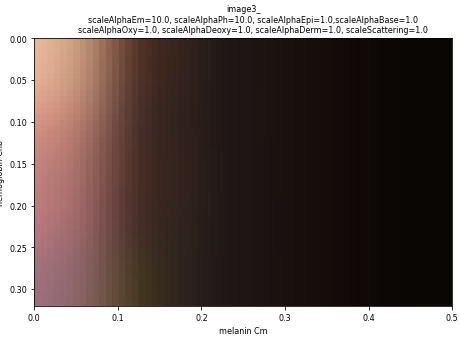 image3_
scaleAlphaEm=10.0, scaleAlphaPh=10.0, scaleAlphaEpi=1.0,scaleAlphaBase=1.0
scaleAlphaOxy=1.0, scaleAlphaDeoxy=1.0, scaleAlphaDerm=1.0, scaleScattering=1.0
0.00
0.05
0.10
0.15
0.20
0.25
0.30
0.0 0.1 0.2 0.3 0.4 0.5
melanin Cm